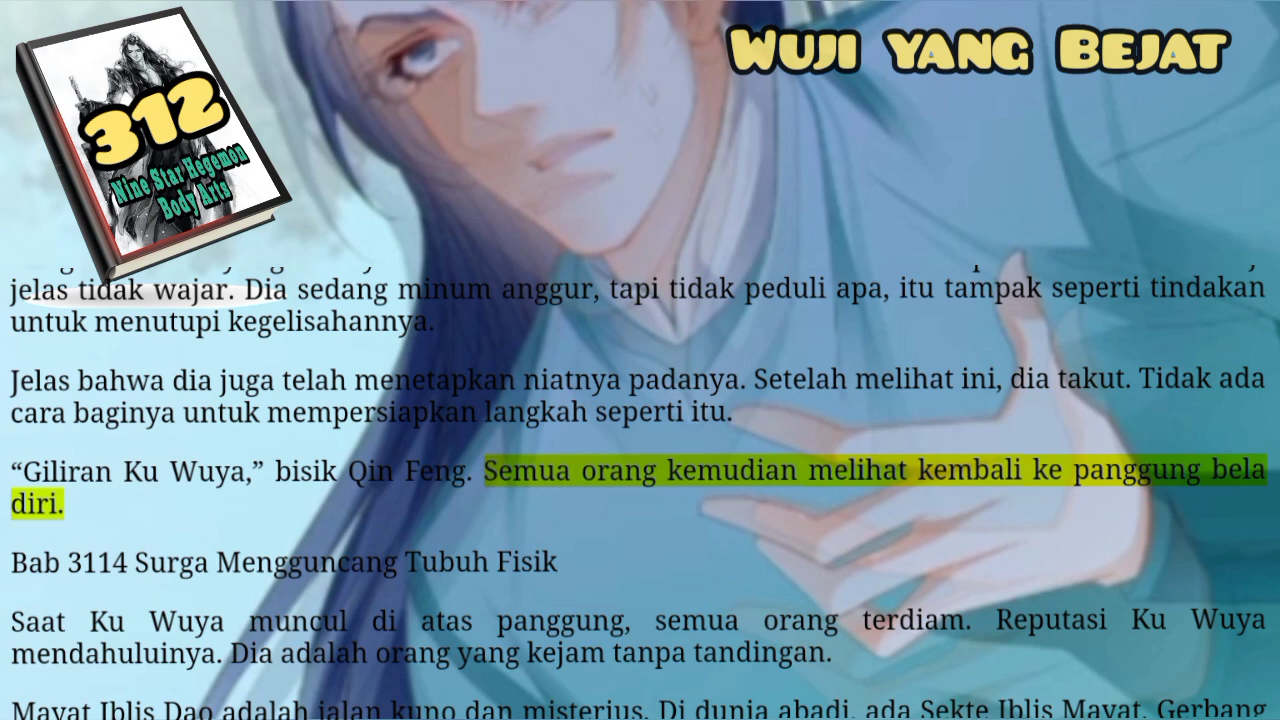 Wuji yang Bejat
312
Nine Star Hegemon
Body Arts
jelas tidak wajar. Dia sedang minum anggur, tapi tidak peduli apa, itu tampak seperti tindakan
untuk menutupi kegelisahannya.
Jelas bahwa dia juga telah menetapkan niatnya padanya. Setelah melihat ini, dia takut. Tidak ada
cara baginya untuk mempersiapkan langkah seperti itu.
“Giliran Ku Wuya,” bisik Qin Feng. Semua orang kemudian melihat kembali ke panggung bela
diri.
Bab 3114 Surga Mengguncang Tubuh Fisik
Saat Ku Wuya muncul di atas panggung, semua orang terdiam. Reputasi Ku Wuya
mendahuluinya. Dia adalah orang yang kejam tanpa tandingan.
Mayat Iblis Dao adalah jalan kuno dan misterius. Di dunia abadi, ada Sekte Iblis Mayat, Gerbang